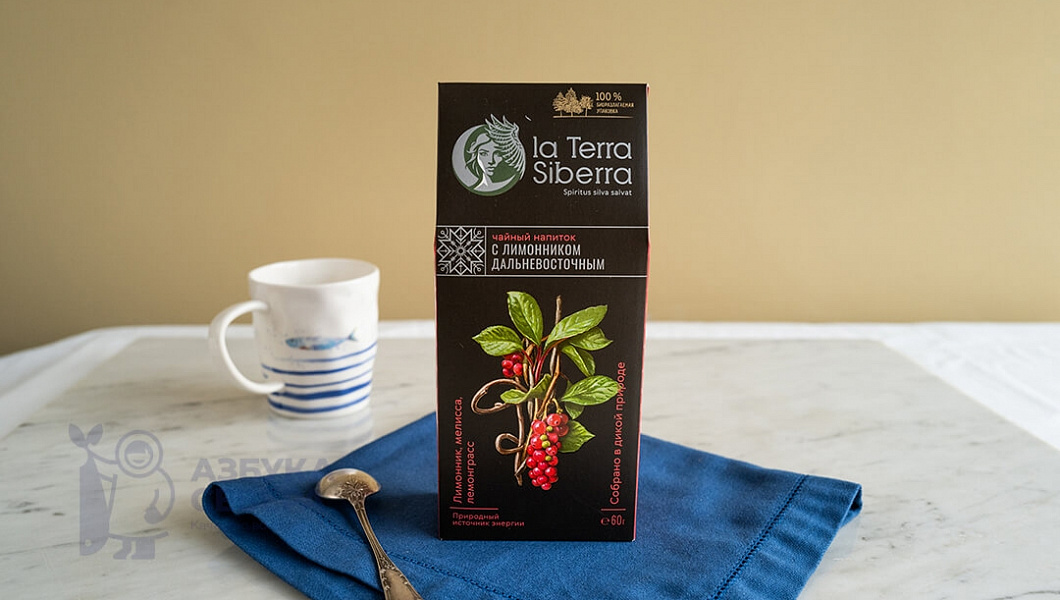 100 %
БИОРАЗЛАГАЕМАЯ
УПАКОВКА
la Terra
Siberra
Spiritus silva salvat
чайный напиток
С ЛИМОННИКОМ
ДАЛЬНЕВОСТОЧНЫМ
Лимонник, мелисса,
лемонграсс
Собрано в дикой природе
Природный
источник энергии
℮60г
АЗБУКА